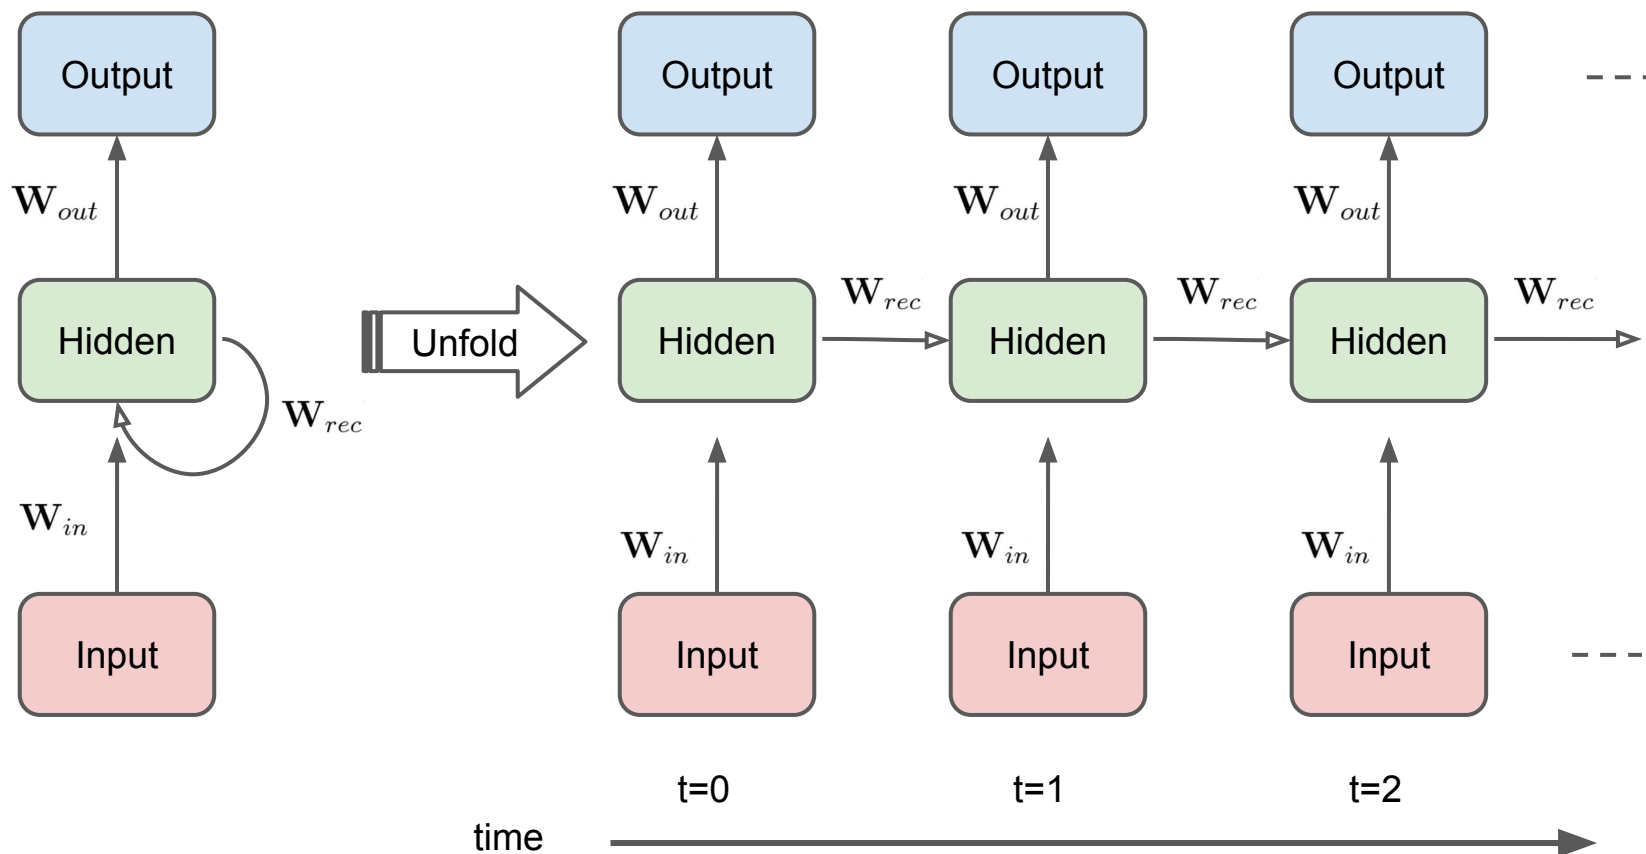 Output Output Output Output
W_out W_out W_out W_out
W_rec W_rec W_rec
Hidden Unfold Hidden Hidden Hidden
W_rec
W_in
W_in W_in W_in
Input Input Input Input
t=0 t=1 t=2
time